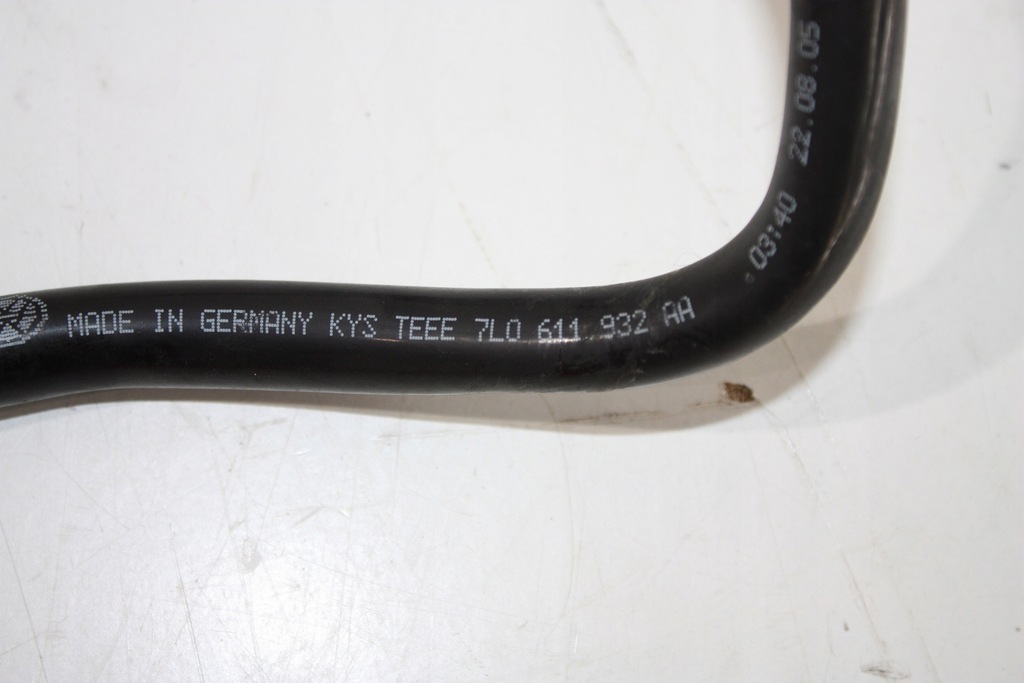 MADE IN GERMANY KYS TEEE 7L0 611 932 AA
03:40 22.08.05